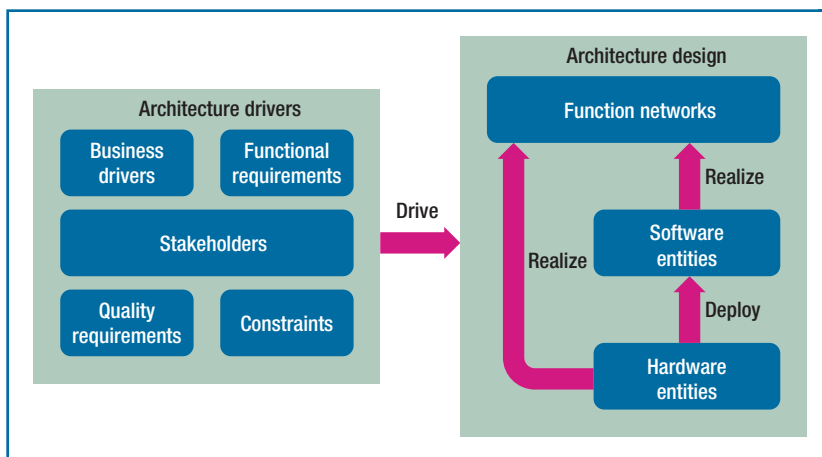 Architecture drivers
Business
drivers
Functional
requirements
Stakeholders
Quality
requirements
Constraints
Drive
Architecture design
Function networks
Realize
Software
entities
Realize
Deploy
Hardware
entities